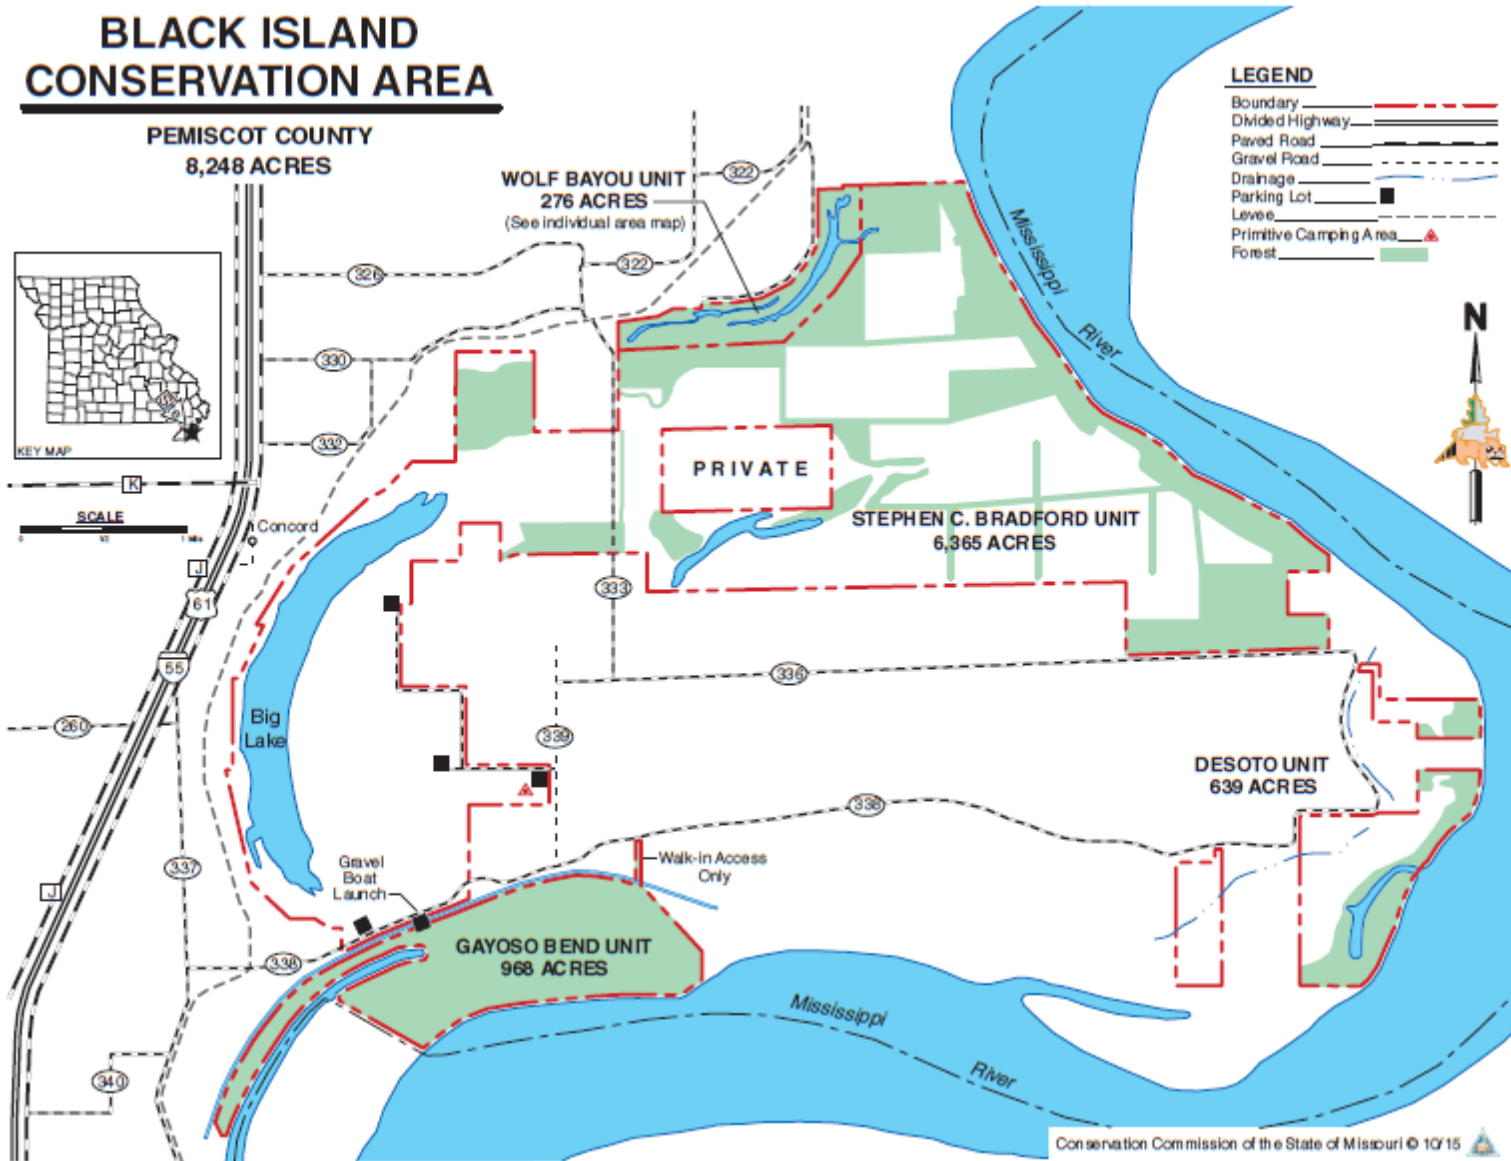 BLACK ISLAND
CONSERVATION AREA
PEMISCOT COUNTY
8,248 ACRES
LEGEND
Boundary
Divided Highway
Paved Road
Gravel Road
Drainage
Parking Lot
Levee
Primitive Camping Area
Forest
WOLF BAYOU UNIT
276 ACRES
(See individual area map)
322
322
326
330
332
KEY MAP
K
SCALE
0
1 Mile
Concord
J
61
55
260
Mississippi
River
N
PRIVATE
STEPHEN C. BRADFORD UNIT
6,365 ACRES
333
336
339
Big
Lake
DESOTO UNIT
639 ACRES
338
337
J
Gravel
Boat
Launch
Walk-in Access
Only
GAYOSO BEND UNIT
968 ACRES
338
340
Mississippi
River
Conservation Commission of the State of Missouri © 10/15